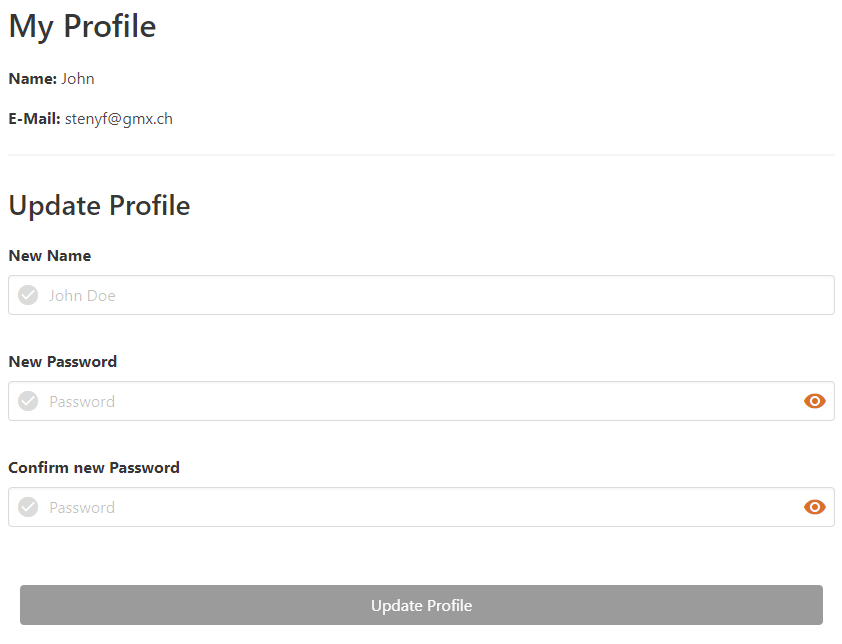 My Profile
Name: John
E-Mail: stenyf@gmx.ch
Update Profile
New Name
John Doe
New Password
Password
Confirm new Password
Password
Update Profile